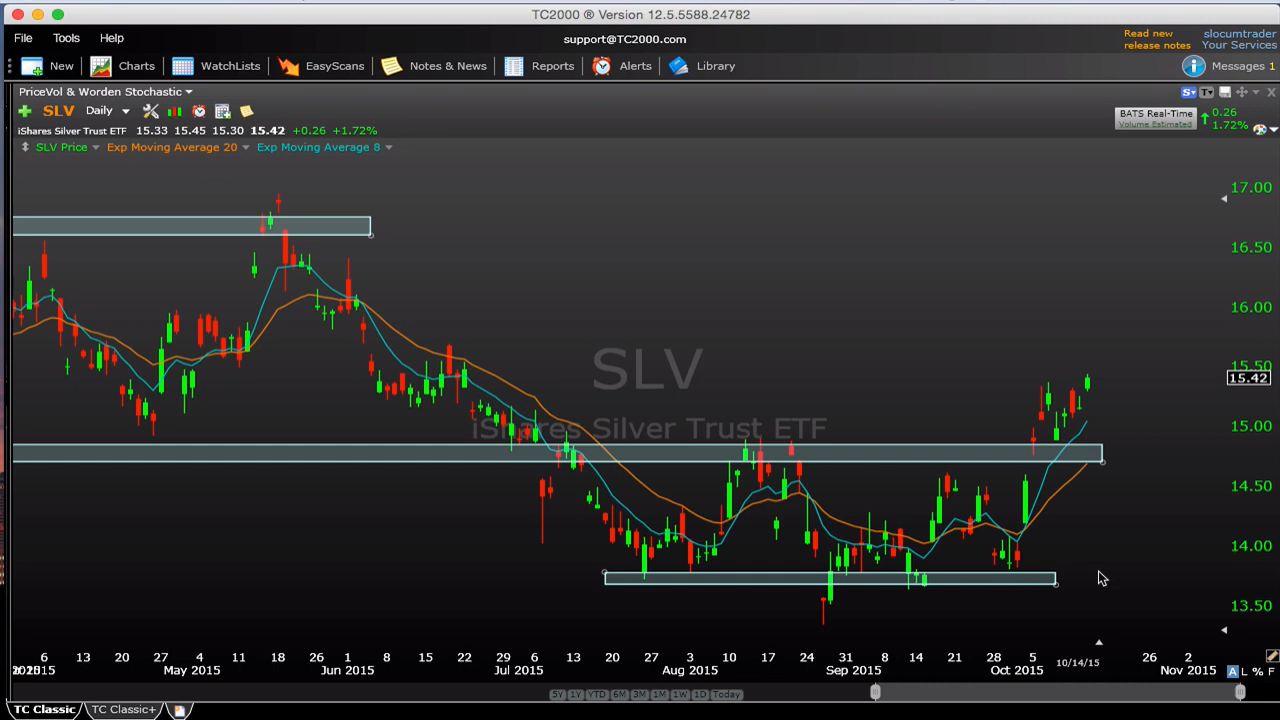 TC2000 ® Version 12.5.5588.24782
File Tools Help
support@TC2000.com
Read new
release notes
slocumtrader
Your Services
New Charts WatchLists EasyScans Notes & News Reports Alerts Library
Messages 1
PriceVol & Worden Stochastic
S T
SLV Daily
BATS Real-Time
Volume Estimated
0.26
1.72%
iShares Silver Trust ETF 15.33 15.45 15.30 15.42 +0.26 +1.72%
SLV Price Exp Moving Average 20 Exp Moving Average 8
17.00
16.50
16.00
15.50
15.42
15.00
14.50
14.00
13.50
SLV
iShares Silver Trust ETF
6 13 20 27 4 11 18 26 1 8 15 22 29 6 13 20 27 3 10 17 24 31 8 14 21 28 5 26 2
2015 May 2015 Jun 2015 Jul 2015 Aug 2015 Sep 2015 Oct 2015 10/14/15 Nov 2015
A L % F
5Y 1Y YTD 6M 3M 1M 1W 1D Today
TC Classic TC Classic+